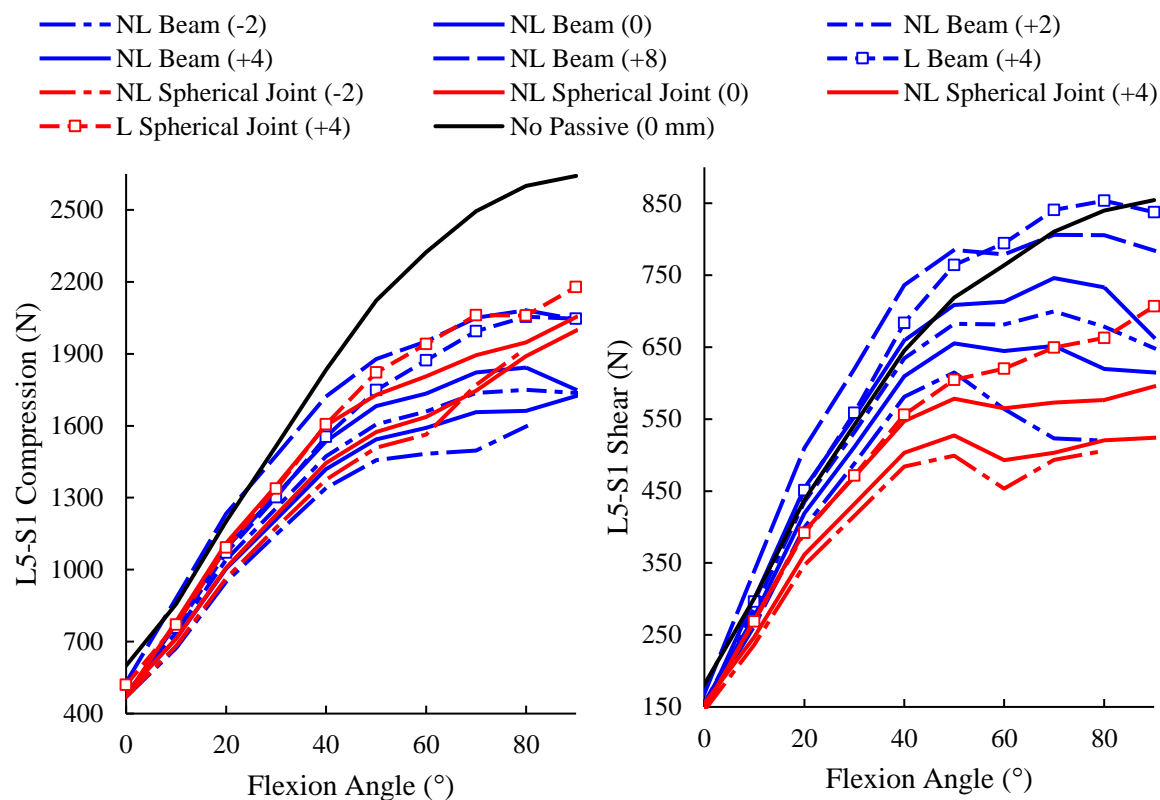 NL Beam (-2) NL Beam (0) NL Beam (+2)
NL Beam (+4) NL Beam (+8) L Beam (+4)
NL Spherical Joint (-2) NL Spherical Joint (0) NL Spherical Joint (+4)
L Spherical Joint (+4) No Passive (0 mm)
L5-S1 Compression (N)
2500
2200
1900
1600
1300
1000
700
400
0 20 40 60 80
Flexion Angle (°)
L5-S1 Shear (N)
850
750
650
550
450
350
250
150
0 20 40 60 80
Flexion Angle (°)